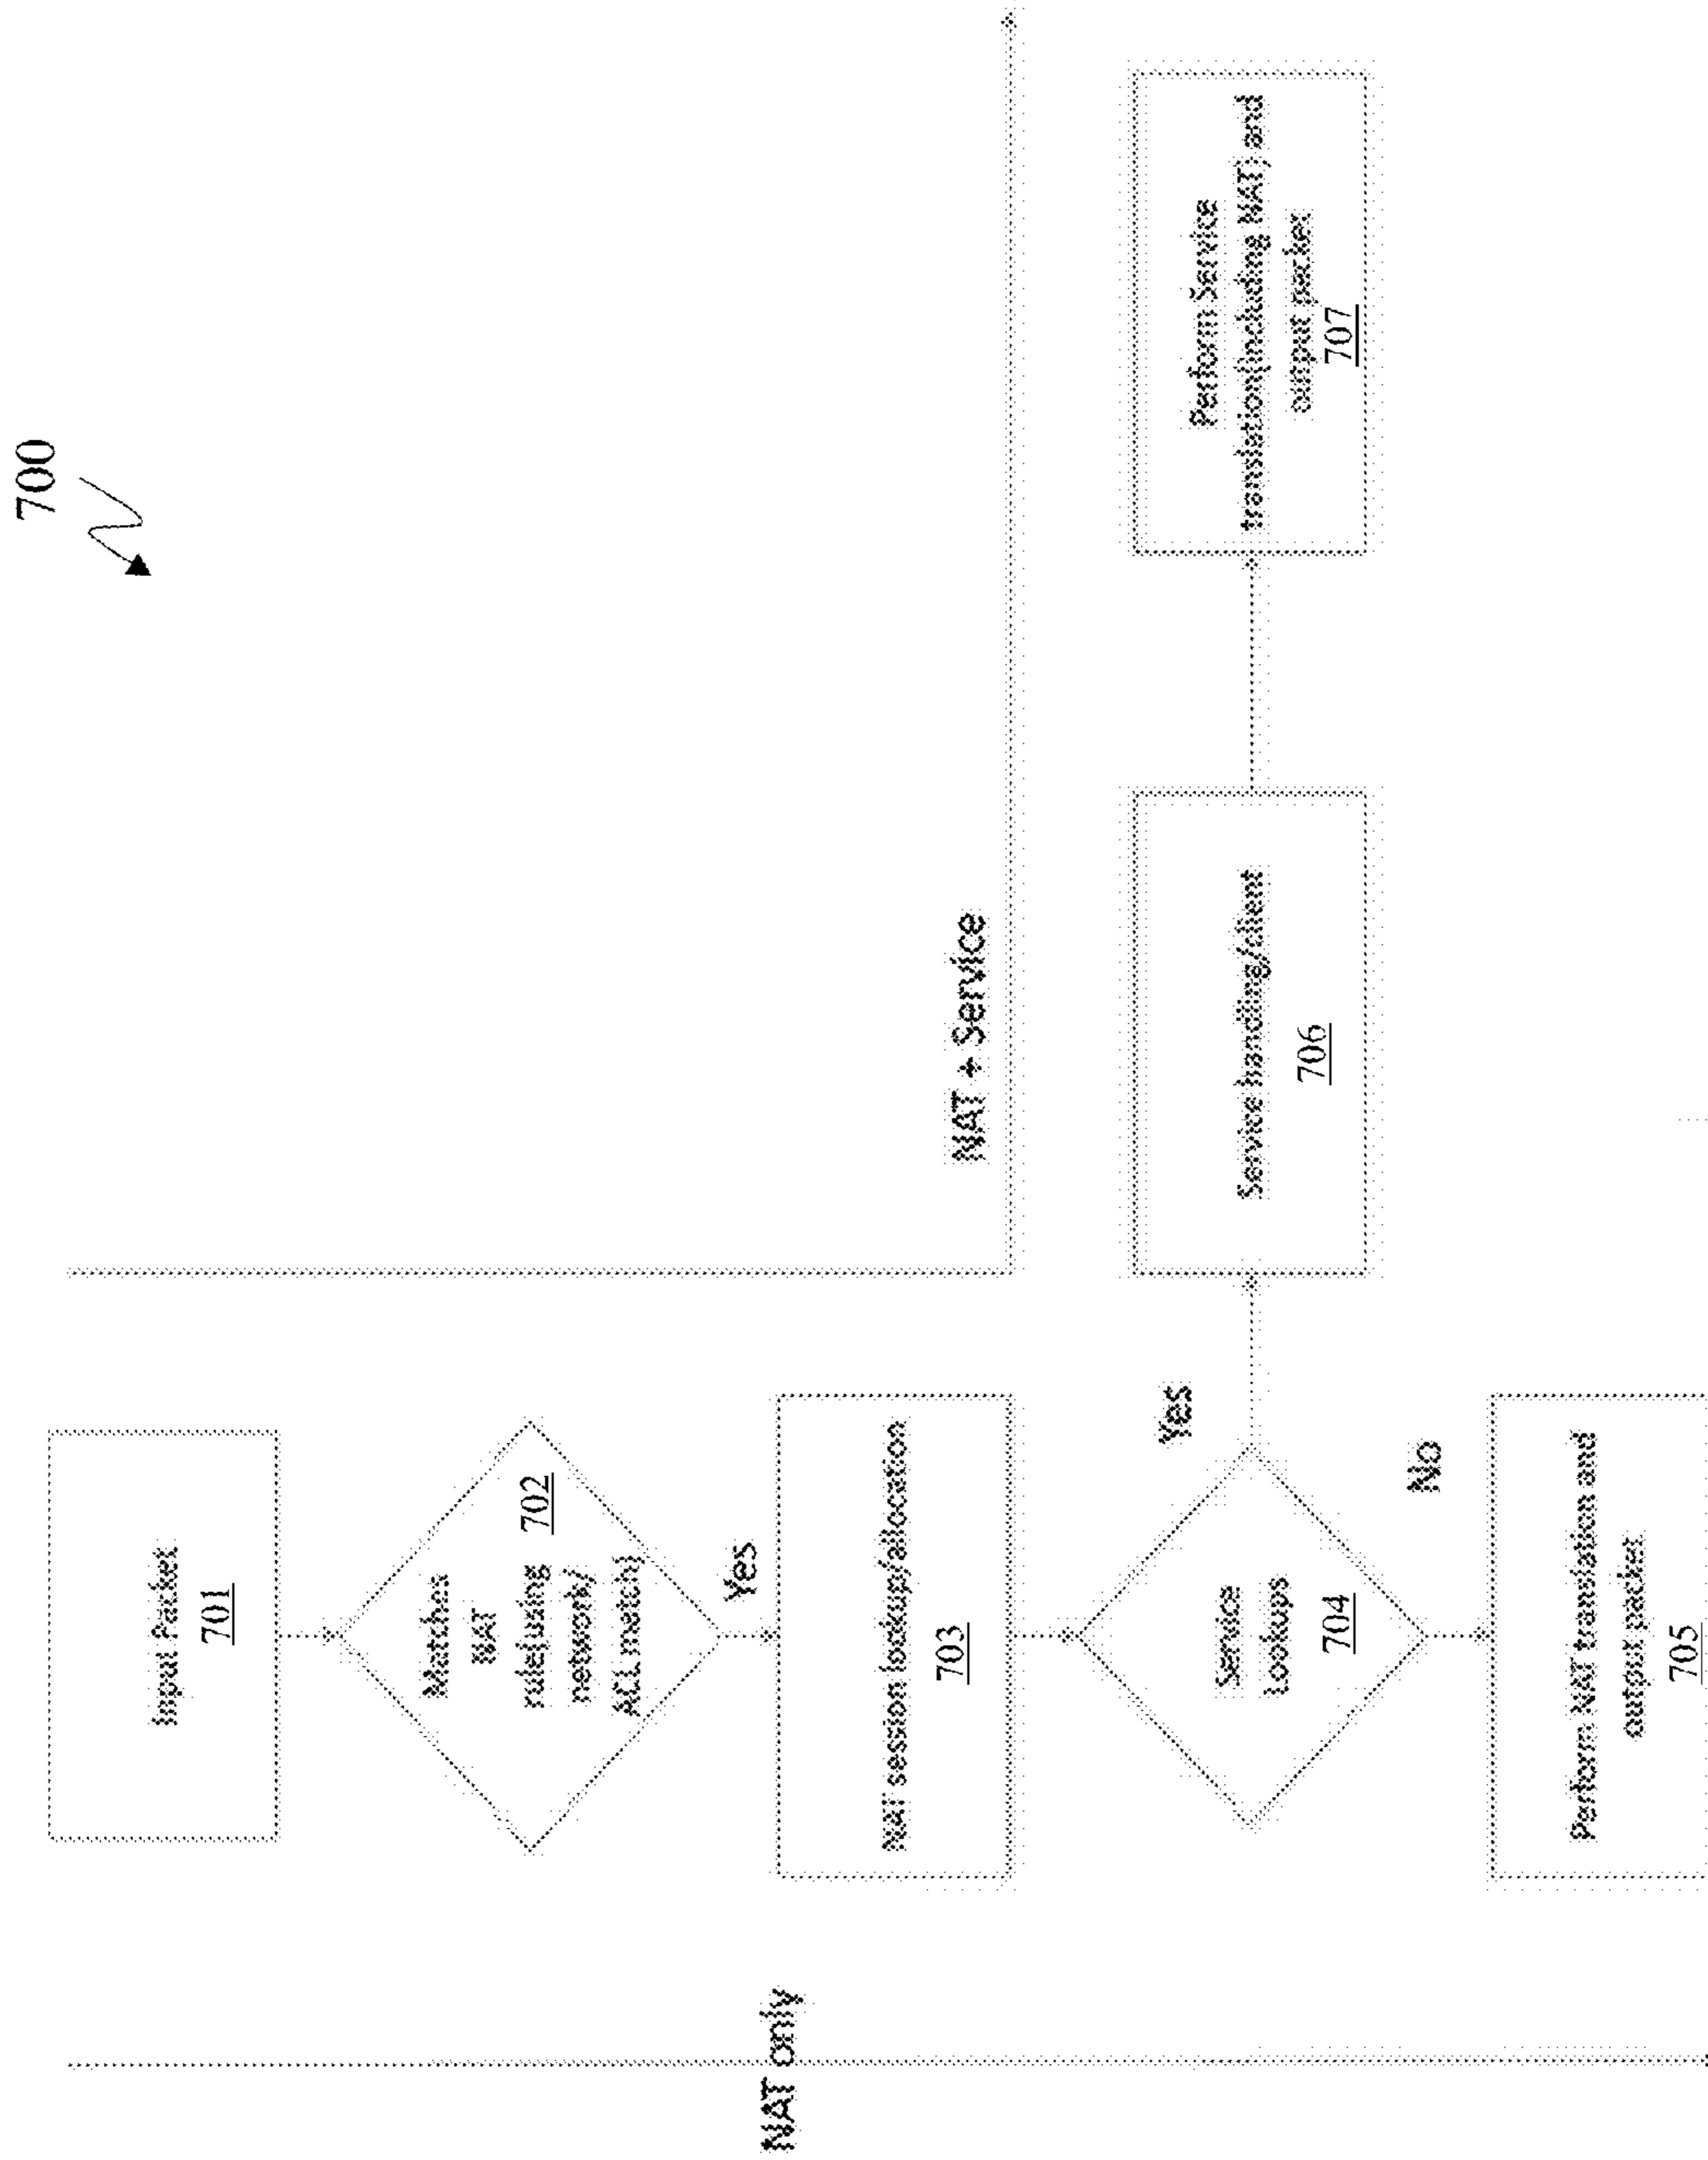 700
Input Packet
701
Matches
NAT
rule(using
702
network/
ACL match)
Yes
NAT session lookup/allocation
703
Service
Lookups
704
Yes
No
Perform NAT translation and
output packet
705
NAT only
NAT + Service
Service handling/client
706
Perform Service
translation(including NAT) and
output packet
707